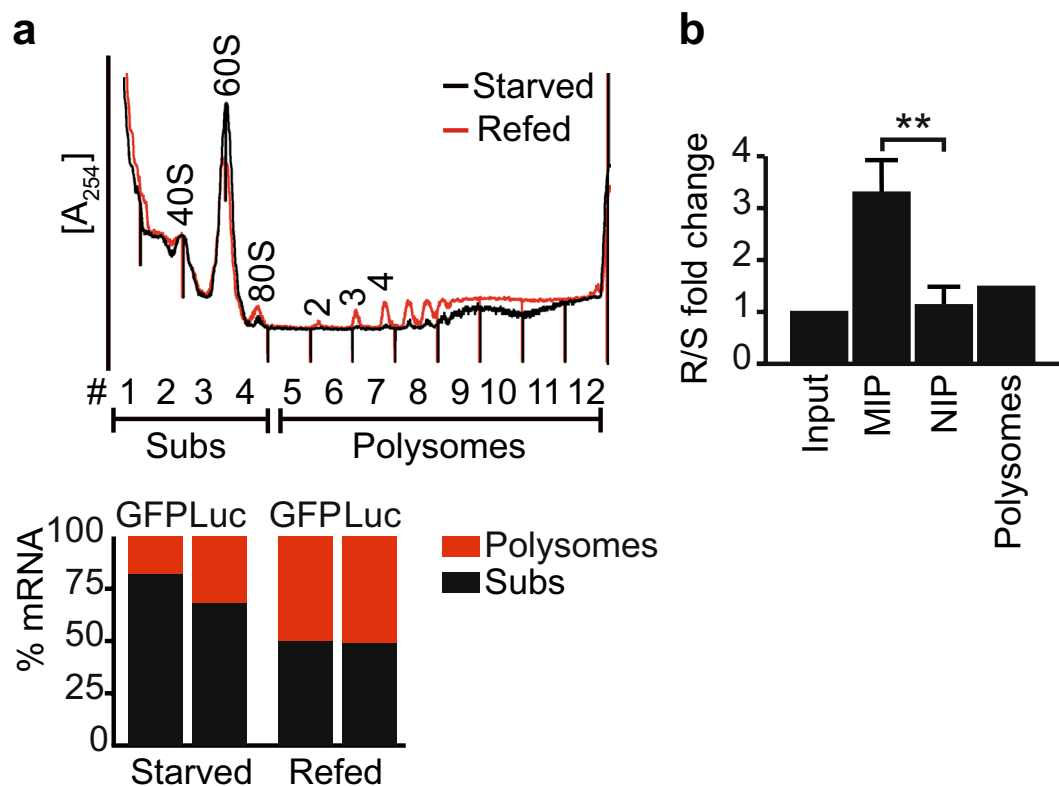 a
[A254]
40S
60S
80S
2
3
4
Starved
Refed
# 1 2 3 4 5 6 7 8 9 10 11 12
Subs Polysomes
% mRNA
100
75
50
25
0
GFP Luc GFP Luc
Starved Refed
Polysomes
Subs
b
R/S fold change
4
3
2
1
0
**
Input
MIP
NIP
Polysomes